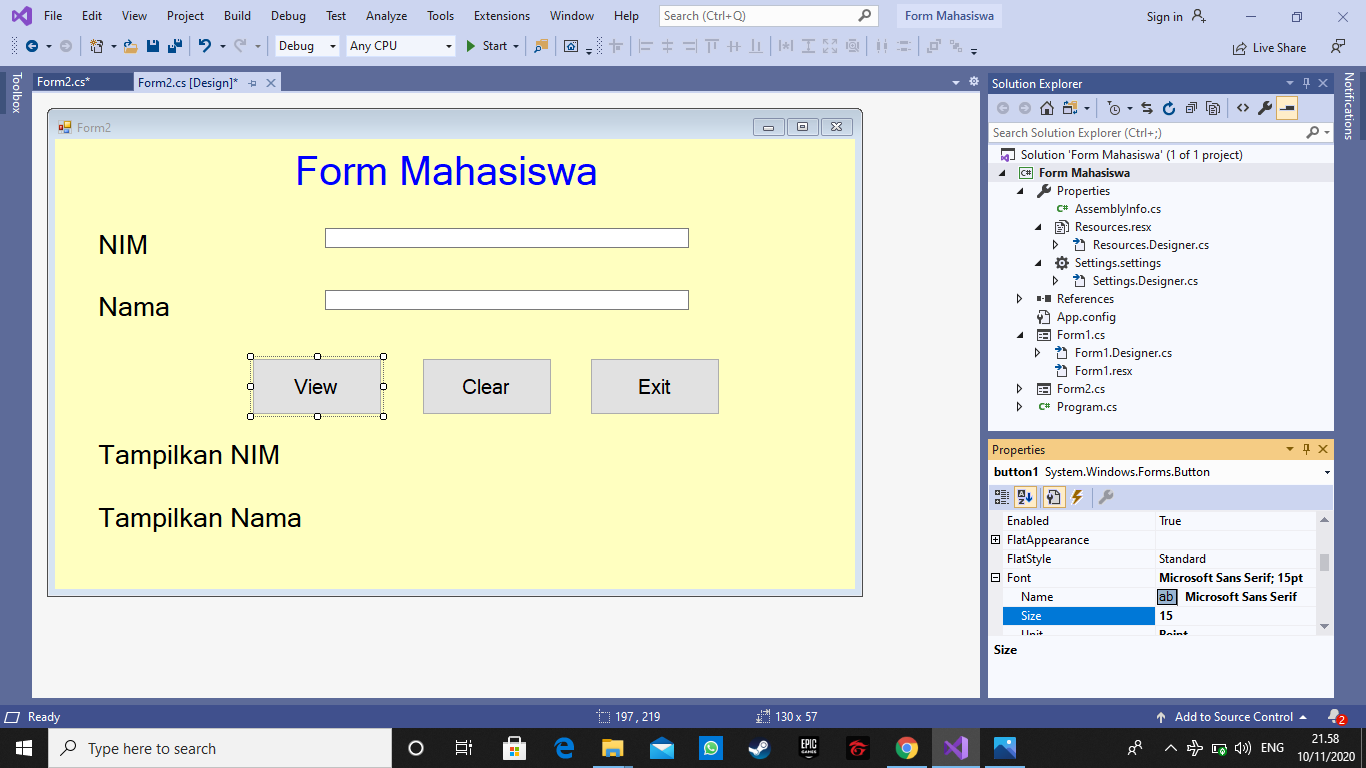 File Edit View Project Build Debug Test Analyze Tools Extensions Window Help Search (Ctrl+Q) Form Mahasiswa Sign in
Debug Any CPU Start Live Share
Toolbox
Form2.cs* Form2.cs [Design]*
Form2
Form Mahasiswa
NIM
Nama
View Clear Exit
Tampilkan NIM
Tampilkan Nama
Solution Explorer
Search Solution Explorer (Ctrl+;)
Solution 'Form Mahasiswa' (1 of 1 project)
C# Form Mahasiswa
Properties
C# AssemblyInfo.cs
Resources.resx
Resources.Designer.cs
Settings.settings
Settings.Designer.cs
References
App.config
Form1.cs
Form1.Designer.cs
Form1.resx
Form2.cs
C# Program.cs
Notifications
Properties
button1 System.Windows.Forms.Button
Enabled True
FlatAppearance
FlatStyle Standard
Font Microsoft Sans Serif; 15pt
Name ab Microsoft Sans Serif
Size 15
Unit Point
Size
Ready 197 , 219 130 x 57 Add to Source Control 2
Type here to search EPIC GAMES ENG 21.58
10/11/2020